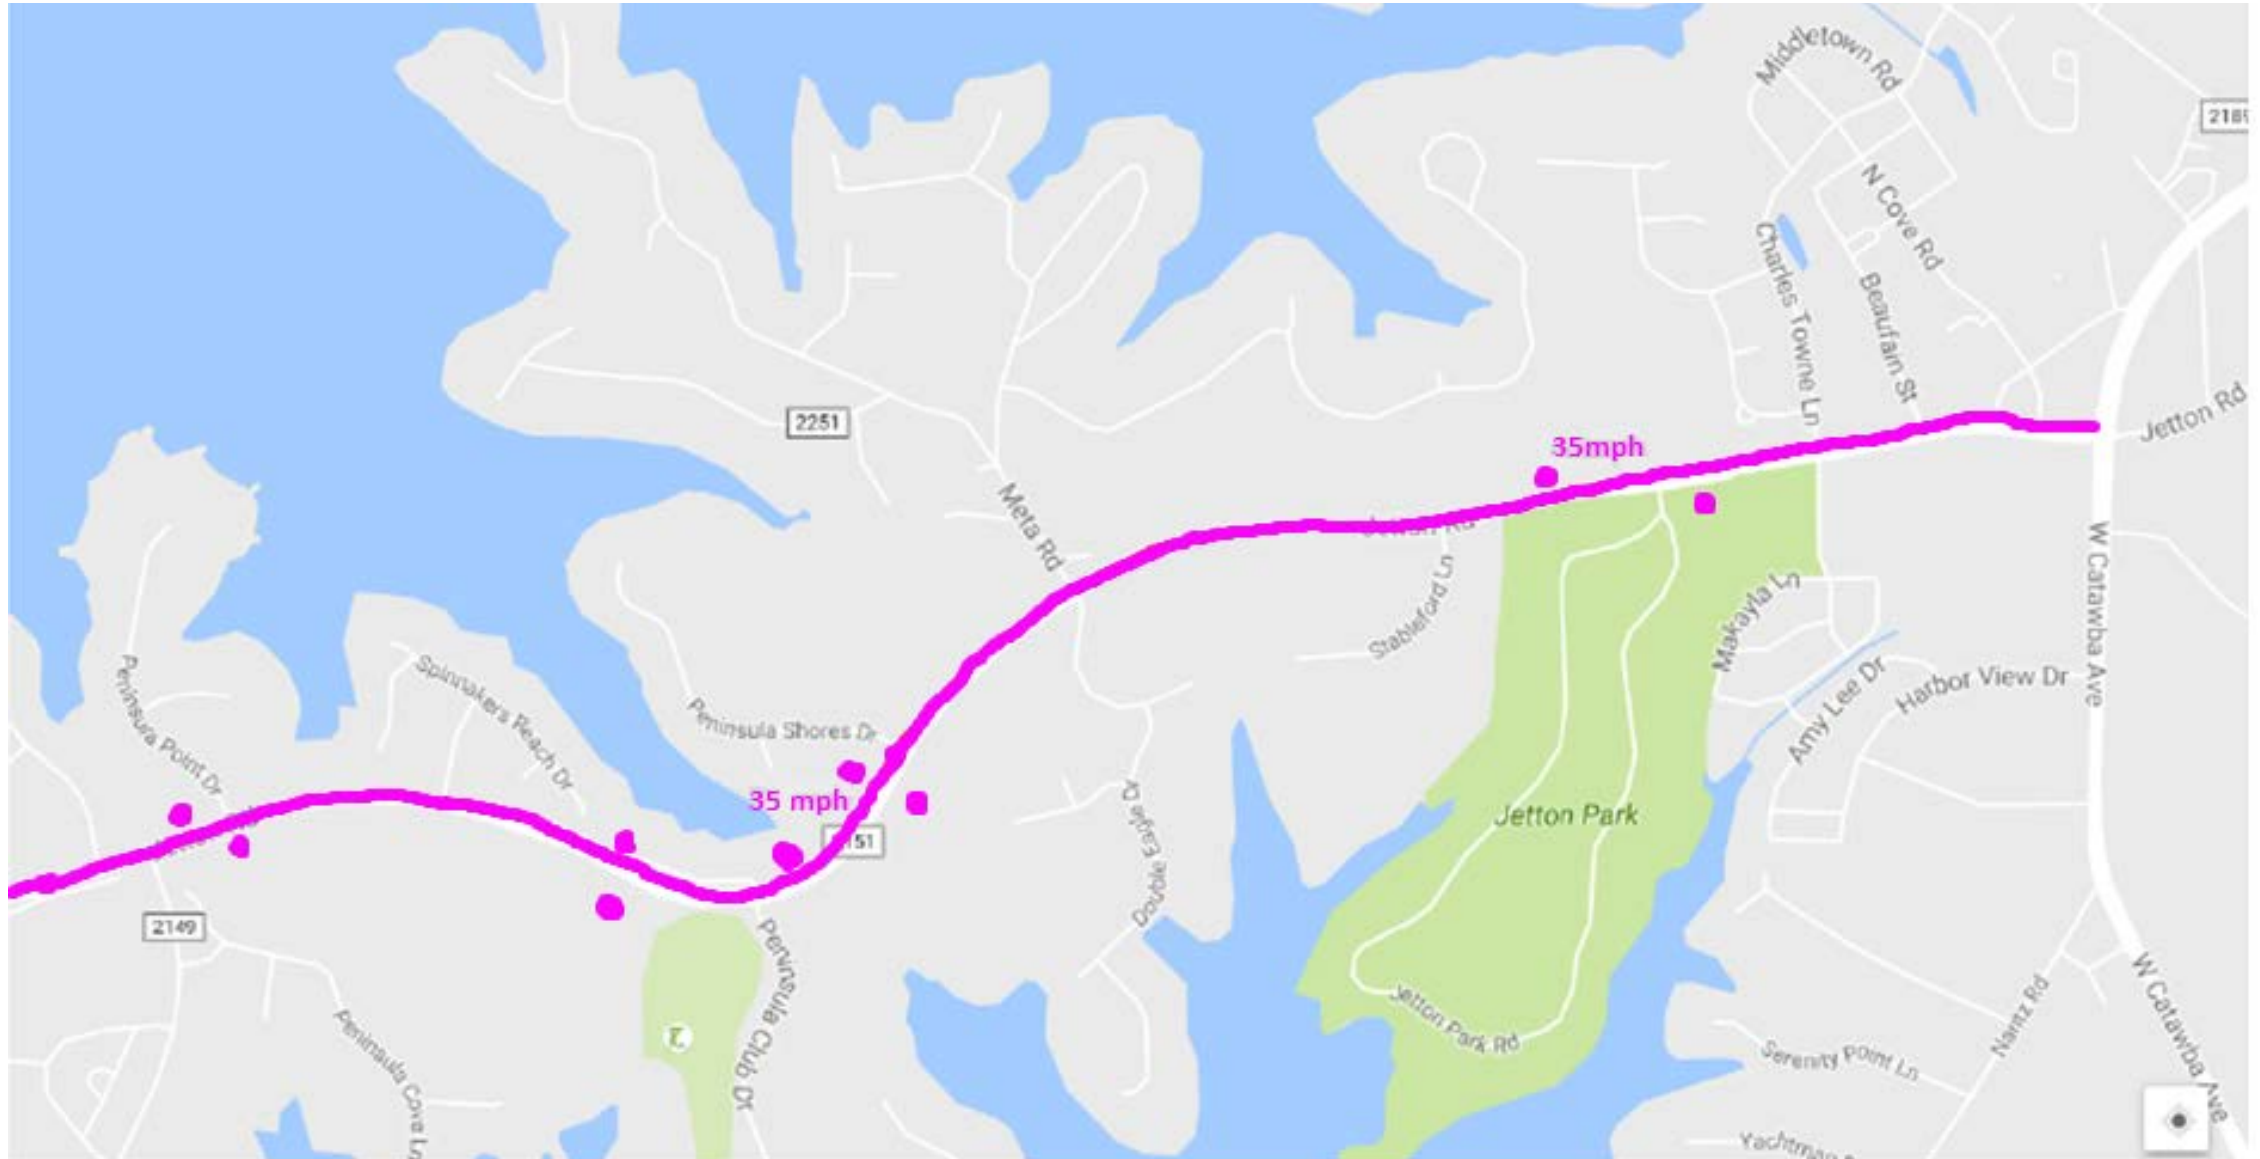 Middletown Rd
N Cove Rd
Charles Towne Ln
Beaufain St
2251
35mph
Jetton Rd
Meta Rd
Jetton Rd
W Catawba Ave
Stableford Ln
Makayla Ln
Peninsula Point Dr
Spinnakers Reach Dr
Peninsula Shores Dr
Amy Lee Dr
Harbor View Dr
35 mph
151
Double Eagle Dr
Jetton Park
2149
Peninsula Club Dr
Peninsula Cove Ln
Jetton Park Rd
Nantz Rd
W Catawba Ave
Serenity Point Ln